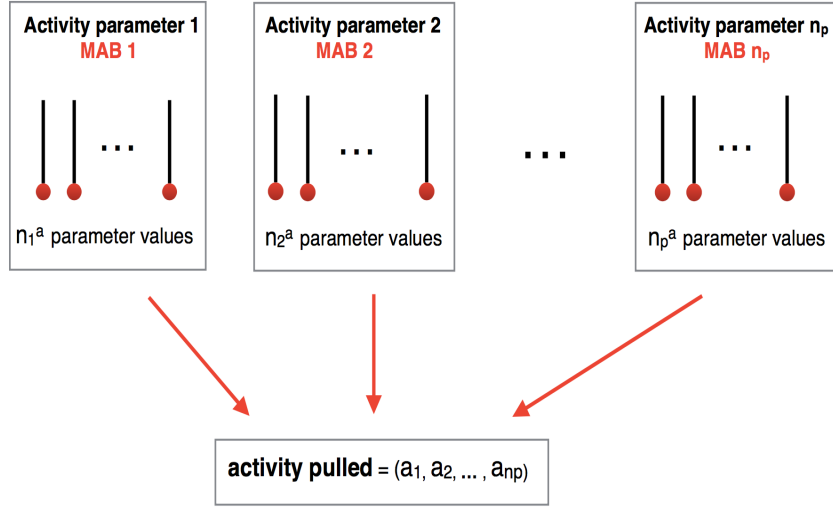 Activity parameter 1
MAB 1
...
n₁ᵃ parameter values
Activity parameter 2
MAB 2
...
n₂ᵃ parameter values
...
Activity parameter nₚ
MAB nₚ
...
nₚᵃ parameter values
activity pulled = (a₁, a₂, ... , aₙₚ)